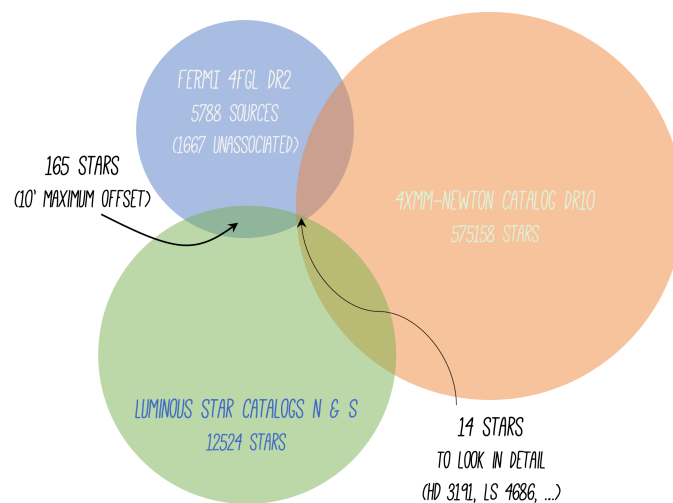 FERMI 4FGL DR2
5788 SOURCES
(1667 UNASSOCIATED)
165 STARS
(10' MAXIMUM OFFSET)
4XMM-NEWTON CATALOG DR10
575158 STARS
LUMINOUS STAR CATALOGS N & S
12524 STARS
14 STARS
TO LOOK IN DETAIL
(HD 3191, LS 4686, ...)